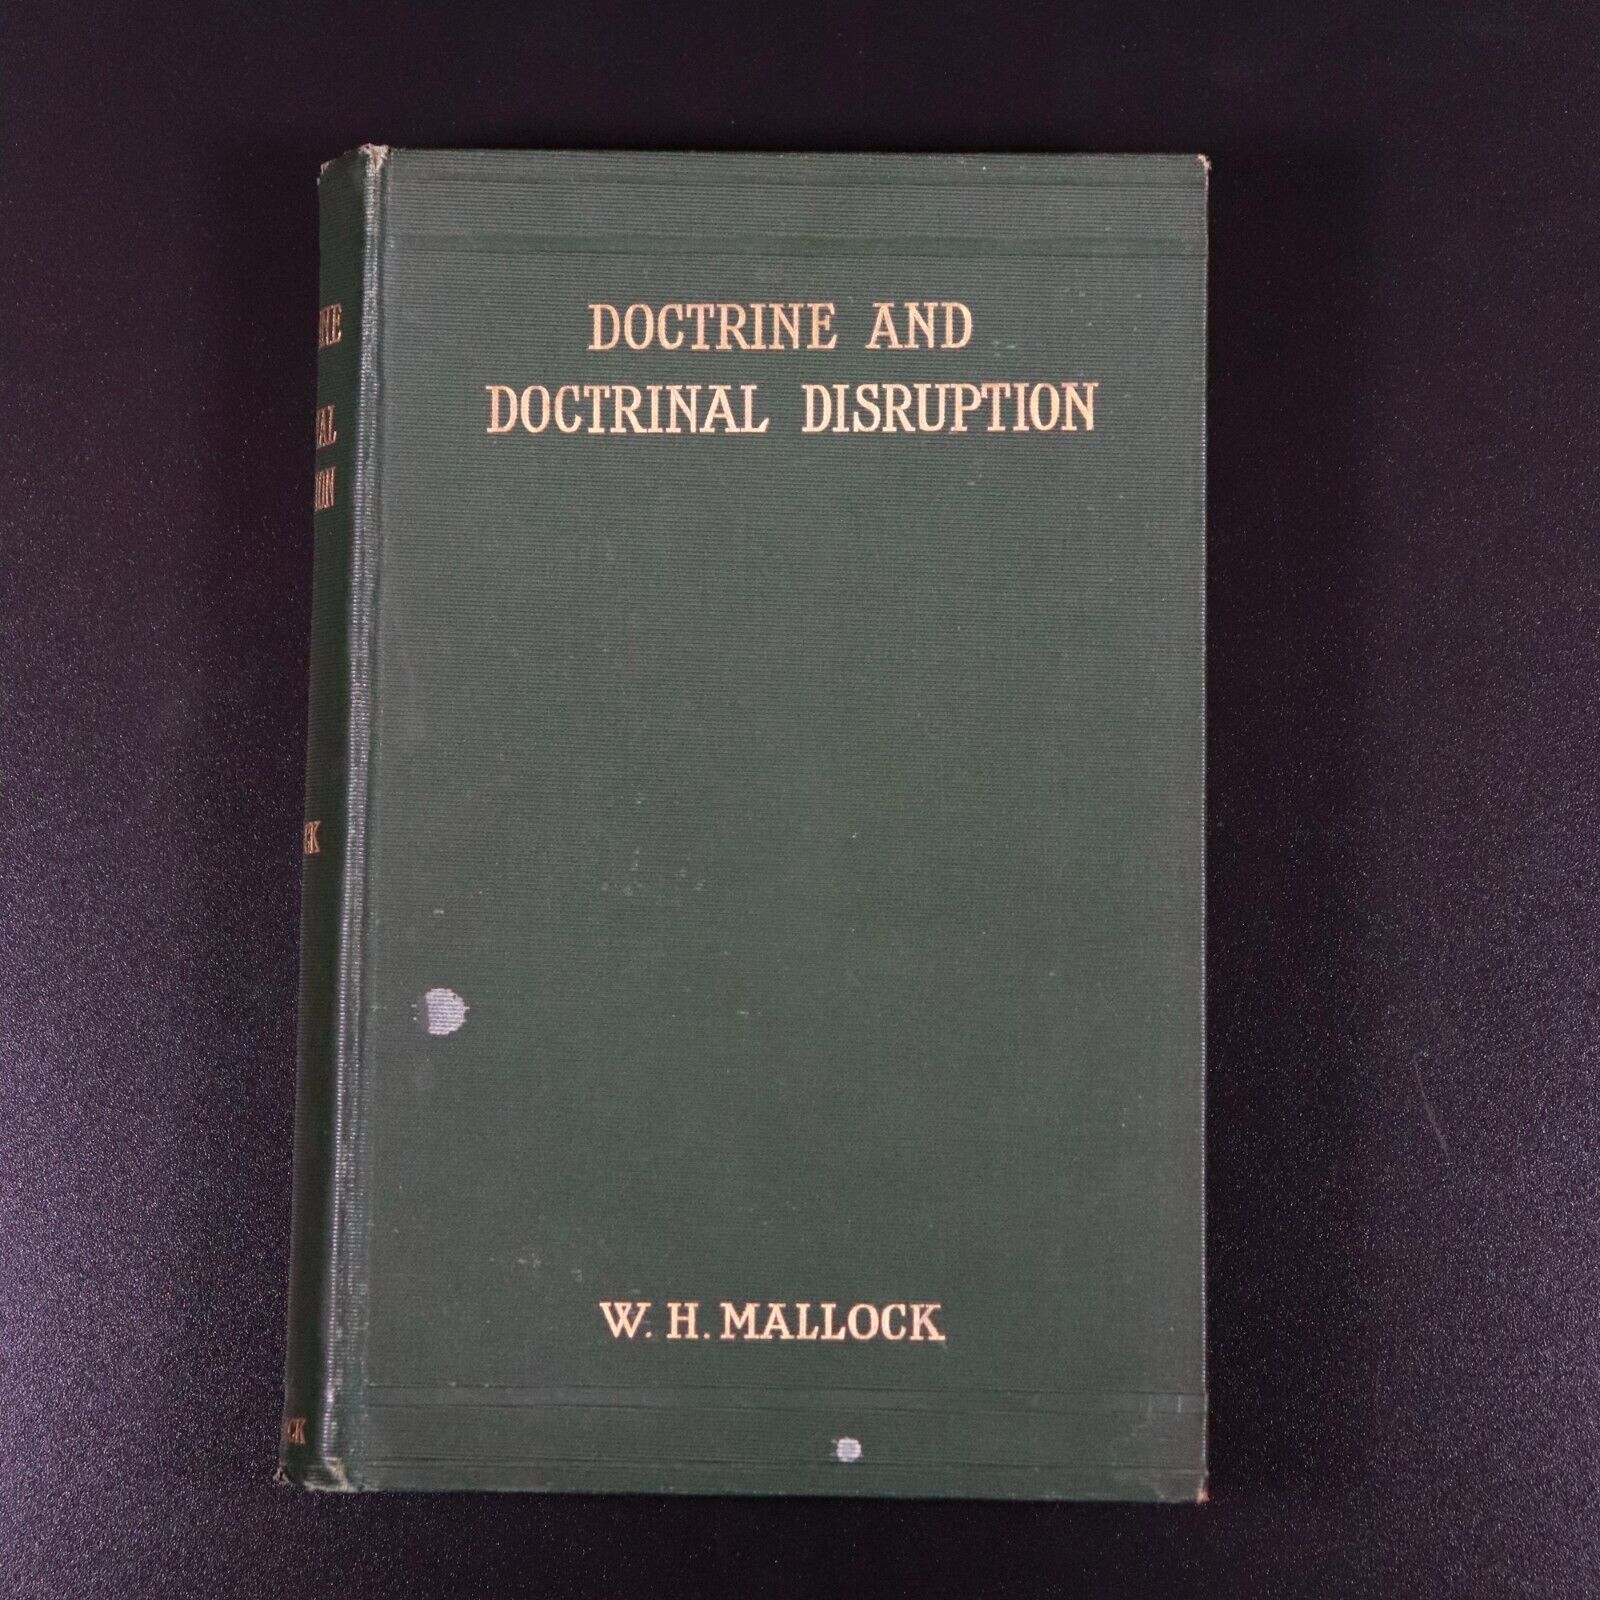 DOCTRINE AND
DOCTRINAL DISRUPTION
W. H. MALLOCK